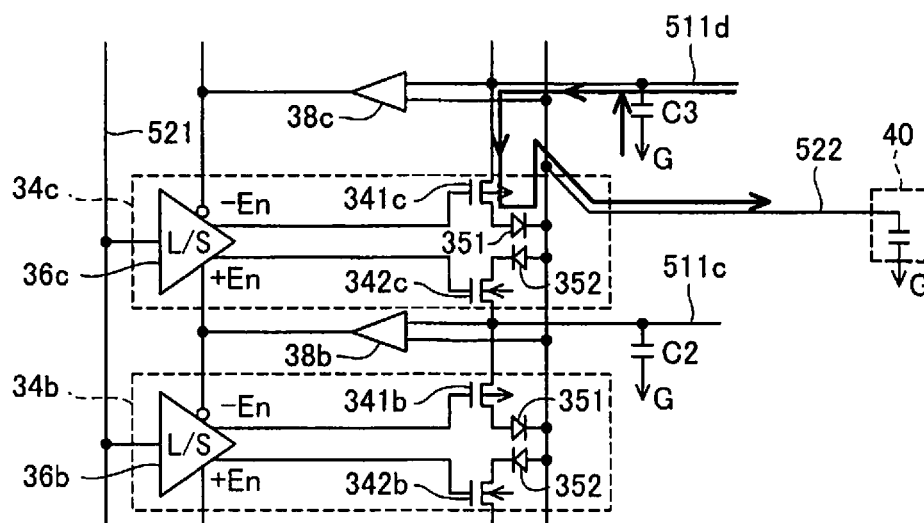 511d
38c
C3
521
G
40
522
34c
341c
-En
L/S
351
36c
+En
352
511c
342c
G
38b
C2
34b
341b
351
-En
G
L/S
36b
+En
342b
352